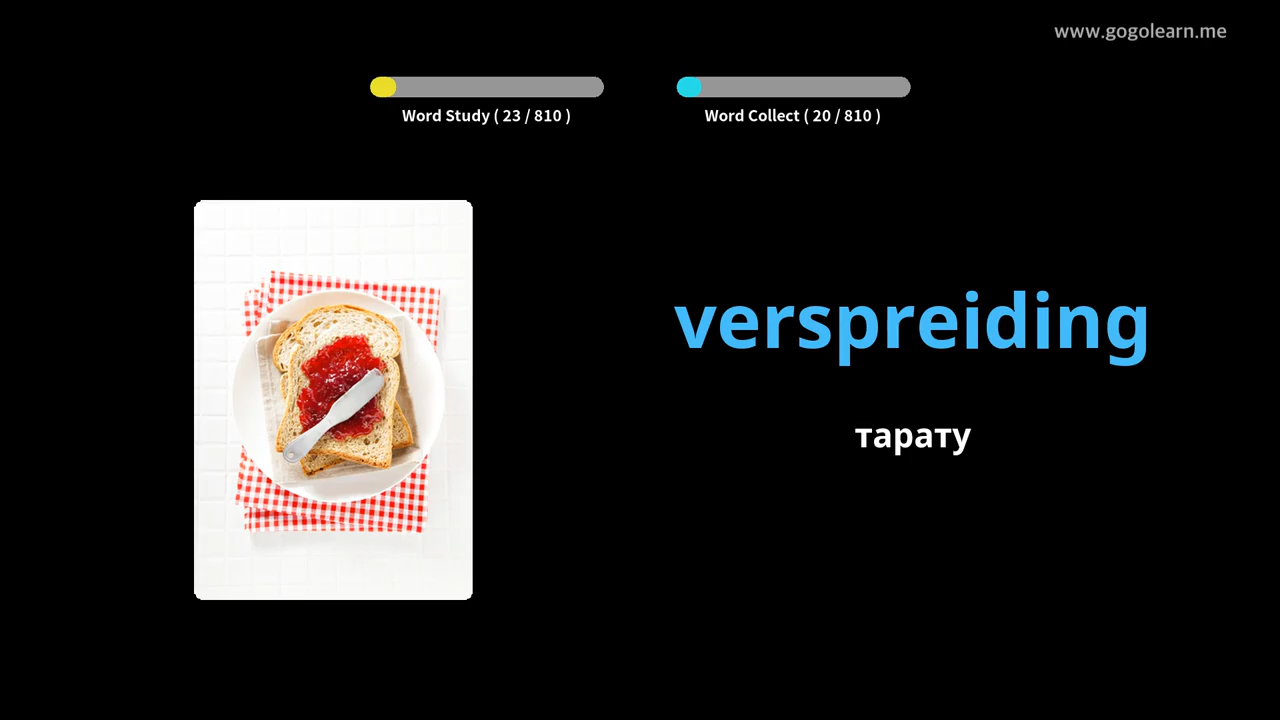 www.gogolearn.me
Word Study ( 23 / 810 )
Word Collect ( 20 / 810 )
verspreiding
тарату